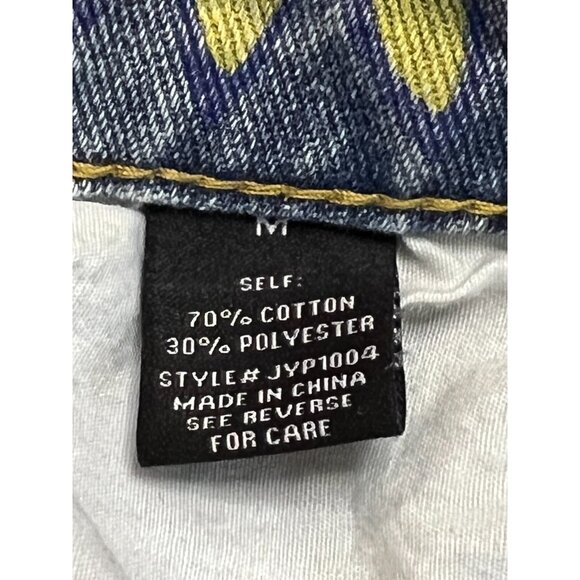 M
SELF:
70% COTTON
30% POLYESTER
STYLE# JYP1004
MADE IN CHINA
SEE REVERSE
FOR CARE